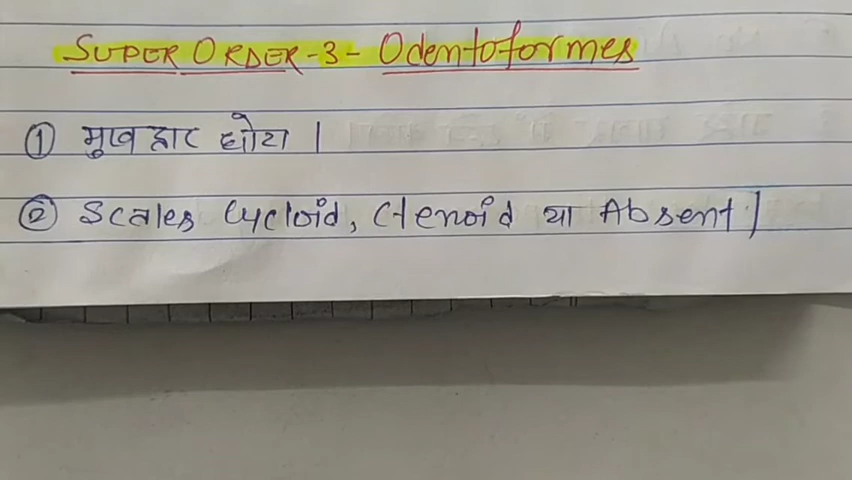 SUPER ORDER-3- Odentoformes
① मुख द्वार छोटा |
② Scales Cycloid, Ctenoid या Absent |